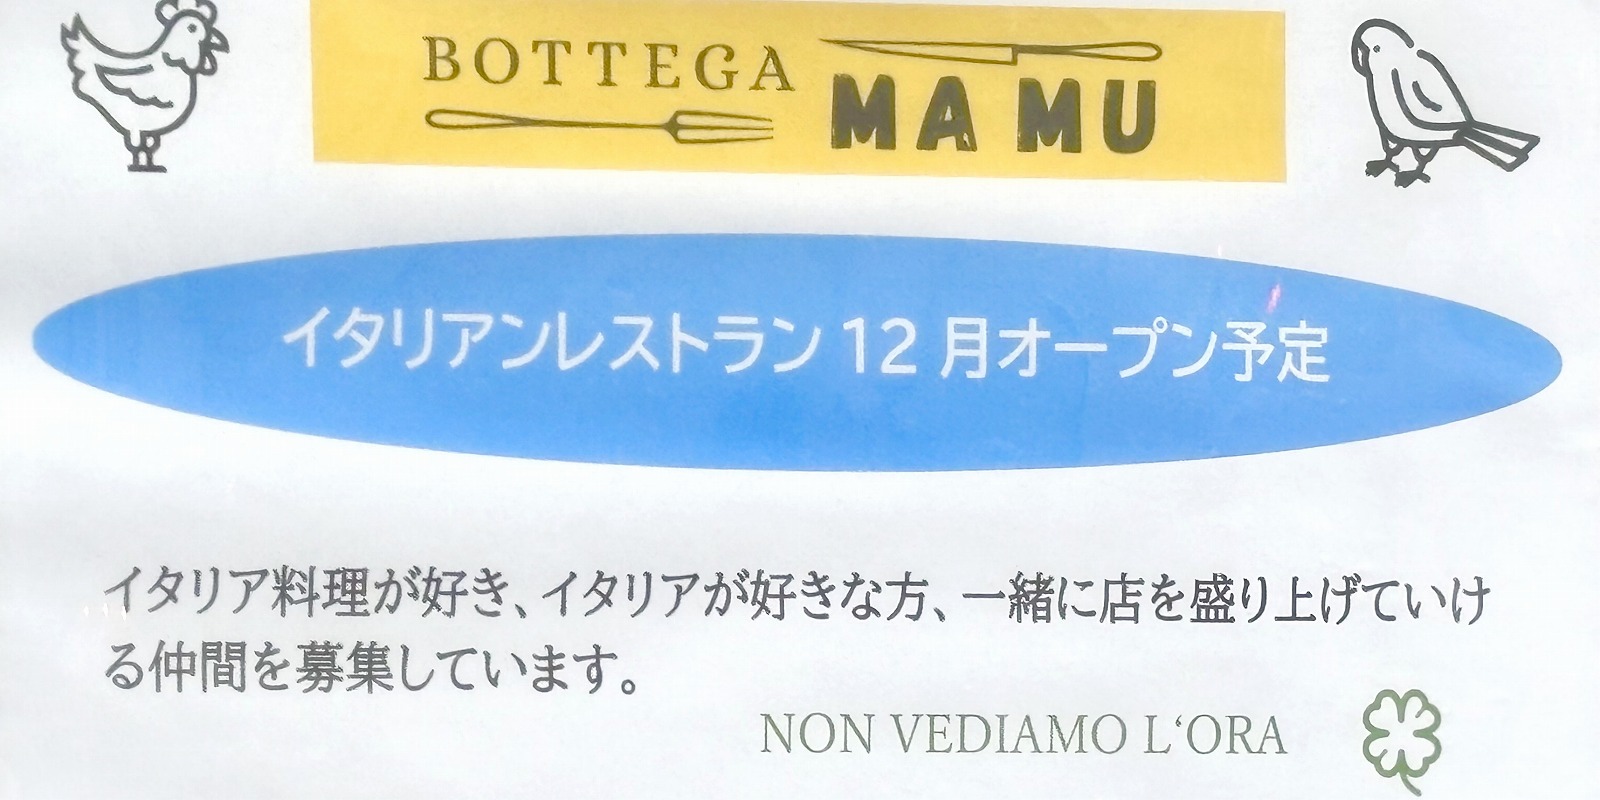 BOTTEGA
MAMU
イタリアンレストラン 12 月オープン予定
イタリア料理が好き、イタリアが好きな方、一緒に店を盛り上げていけ
る仲間を募集しています。
NON VEDIAMO L‘ORA